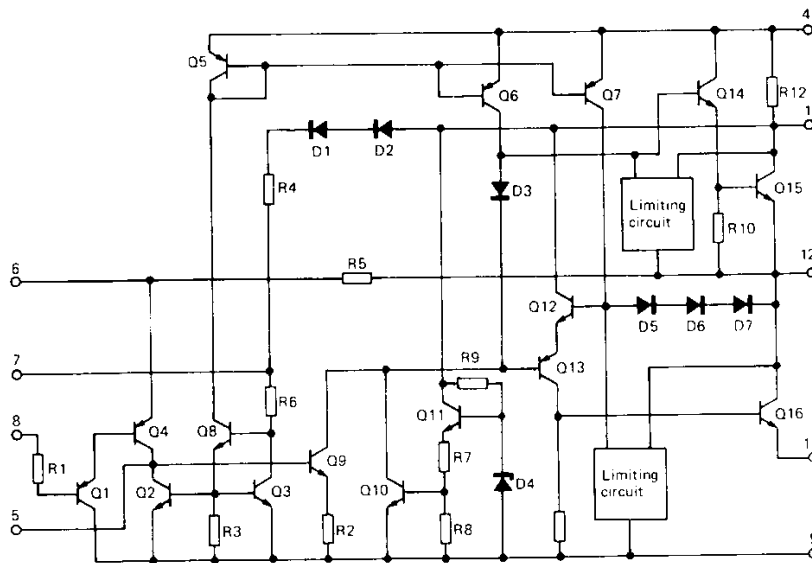 4
Q5
Q6
Q7
Q14
R12
1
D1
D2
R4
D3
Q15
Limiting
circuit
R10
6
R5
12
Q12
D5
D6
D7
7
R9
Q13
R6
Q11
Q16
8
Q4
Q8
R7
1
R1
Q9
Q1
Q2
Q3
Q10
D4
Limiting
circuit
5
R3
R2
R8